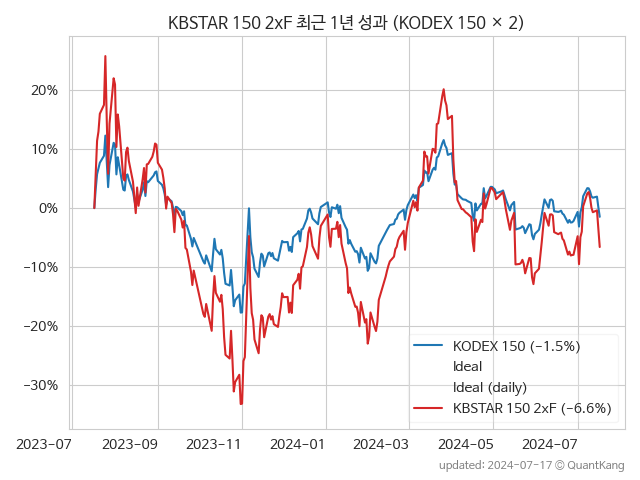 KBSTAR 150 2xF 최근 1년 성과 (KODEX 150 × 2)
20%
10%
0%
−10%
−20%
−30%
2023-07
2023-09
2023-11
2024-01
2024-03
2024-05
2024-07
KODEX 150 (−1.5%)
Ideal
Ideal (daily)
KBSTAR 150 2xF (−6.6%)
updated: 2024-07-17 © QuantKang